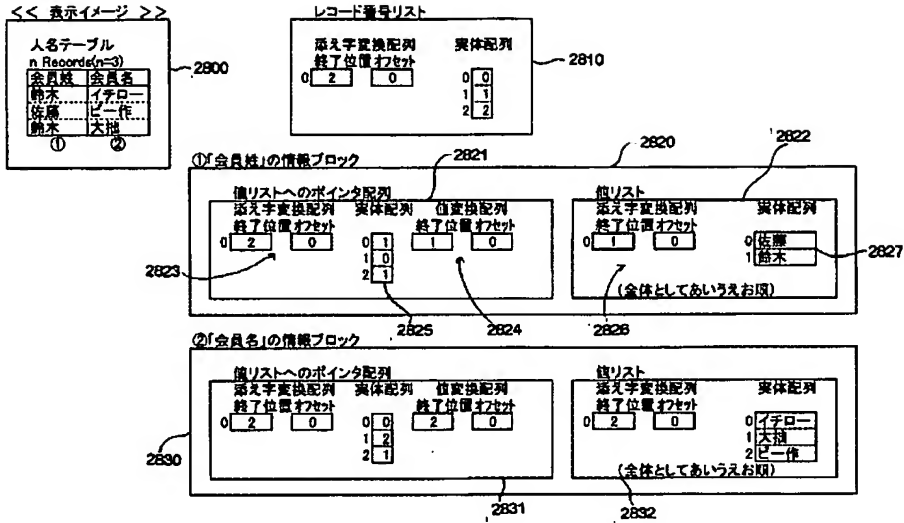 << 表示イメージ >>
人名テーブル
n Records(n=3)
会員姓 会員名
鈴木 イチロー
佐藤 ビー作
鈴木 大拙
① ②
2800
レコード番号リスト
添え字変換配列 実体配列
終了位置 オフセット
0 2 0
0 0
1 1
2 2
2810
2820
①「会員姓」の情報ブロック
2821
2822
値リストへのポインタ配列
添え字変換配列 実体配列 値変換配列
終了位置 オフセット 終了位置 オフセット
0 2 0 1 0
0 1
1 0
2 1
2823
2825
2824
値リスト
添え字変換配列 実体配列
終了位置 オフセット
0 1 0
0 佐藤
1 鈴木
2827
(全体としてあいうえお順)
2826
②「会員名」の情報ブロック
値リストへのポインタ配列
添え字変換配列 実体配列 値変換配列
終了位置 オフセット 終了位置 オフセット
0 2 0 2 0
0 0
1 2
2 1
値リスト
添え字変換配列 実体配列
終了位置 オフセット
0 2 0
0 イチロー
1 大拙
2 ビー作
(全体としてあいうえお順)
2830
2831
2832